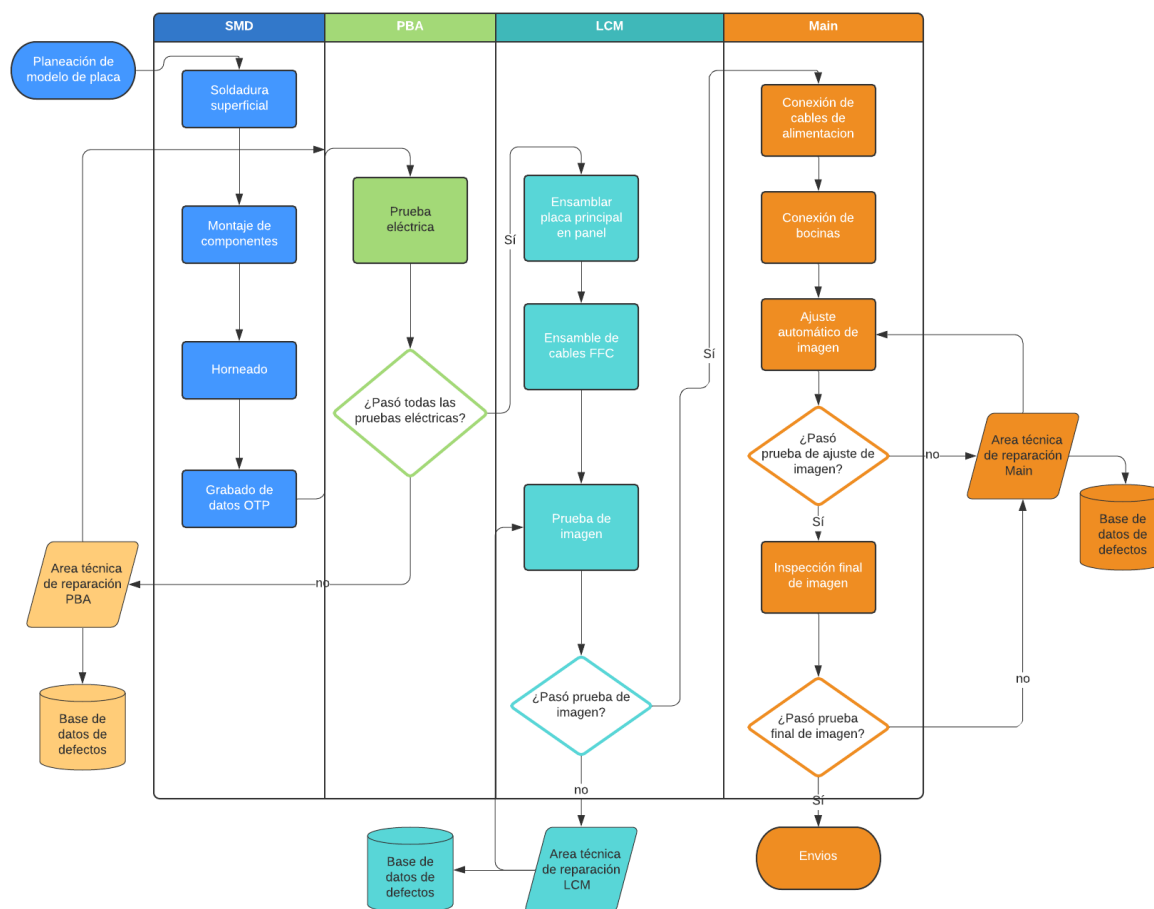 SMD
PBA
LCM
Main
Planeación de
modelo de placa
Soldadura
superficial
Montaje de
componentes
Horneado
Grabado de
datos OTP
Area técnica
de reparación
PBA
Base de
datos de
defectos
Prueba
eléctrica
¿Pasó todas las
pruebas eléctricas?
no
Sí
Ensamblar
placa principal
en panel
Ensamble de
cables FFC
Prueba de
imagen
¿Pasó prueba de
imagen?
Sí
no
Area técnica
de reparación
LCM
Base de
datos de
defectos
Conexión de
cables de
alimentacion
Conexión de
bocinas
Ajuste
automático de
imagen
¿Pasó
prueba de ajuste de
imagen?
no
Area técnica
de reparación
Main
Base de
datos de
defectos
Sí
Inspección final
de imagen
¿Pasó prueba
final de imagen?
no
Sí
Envios